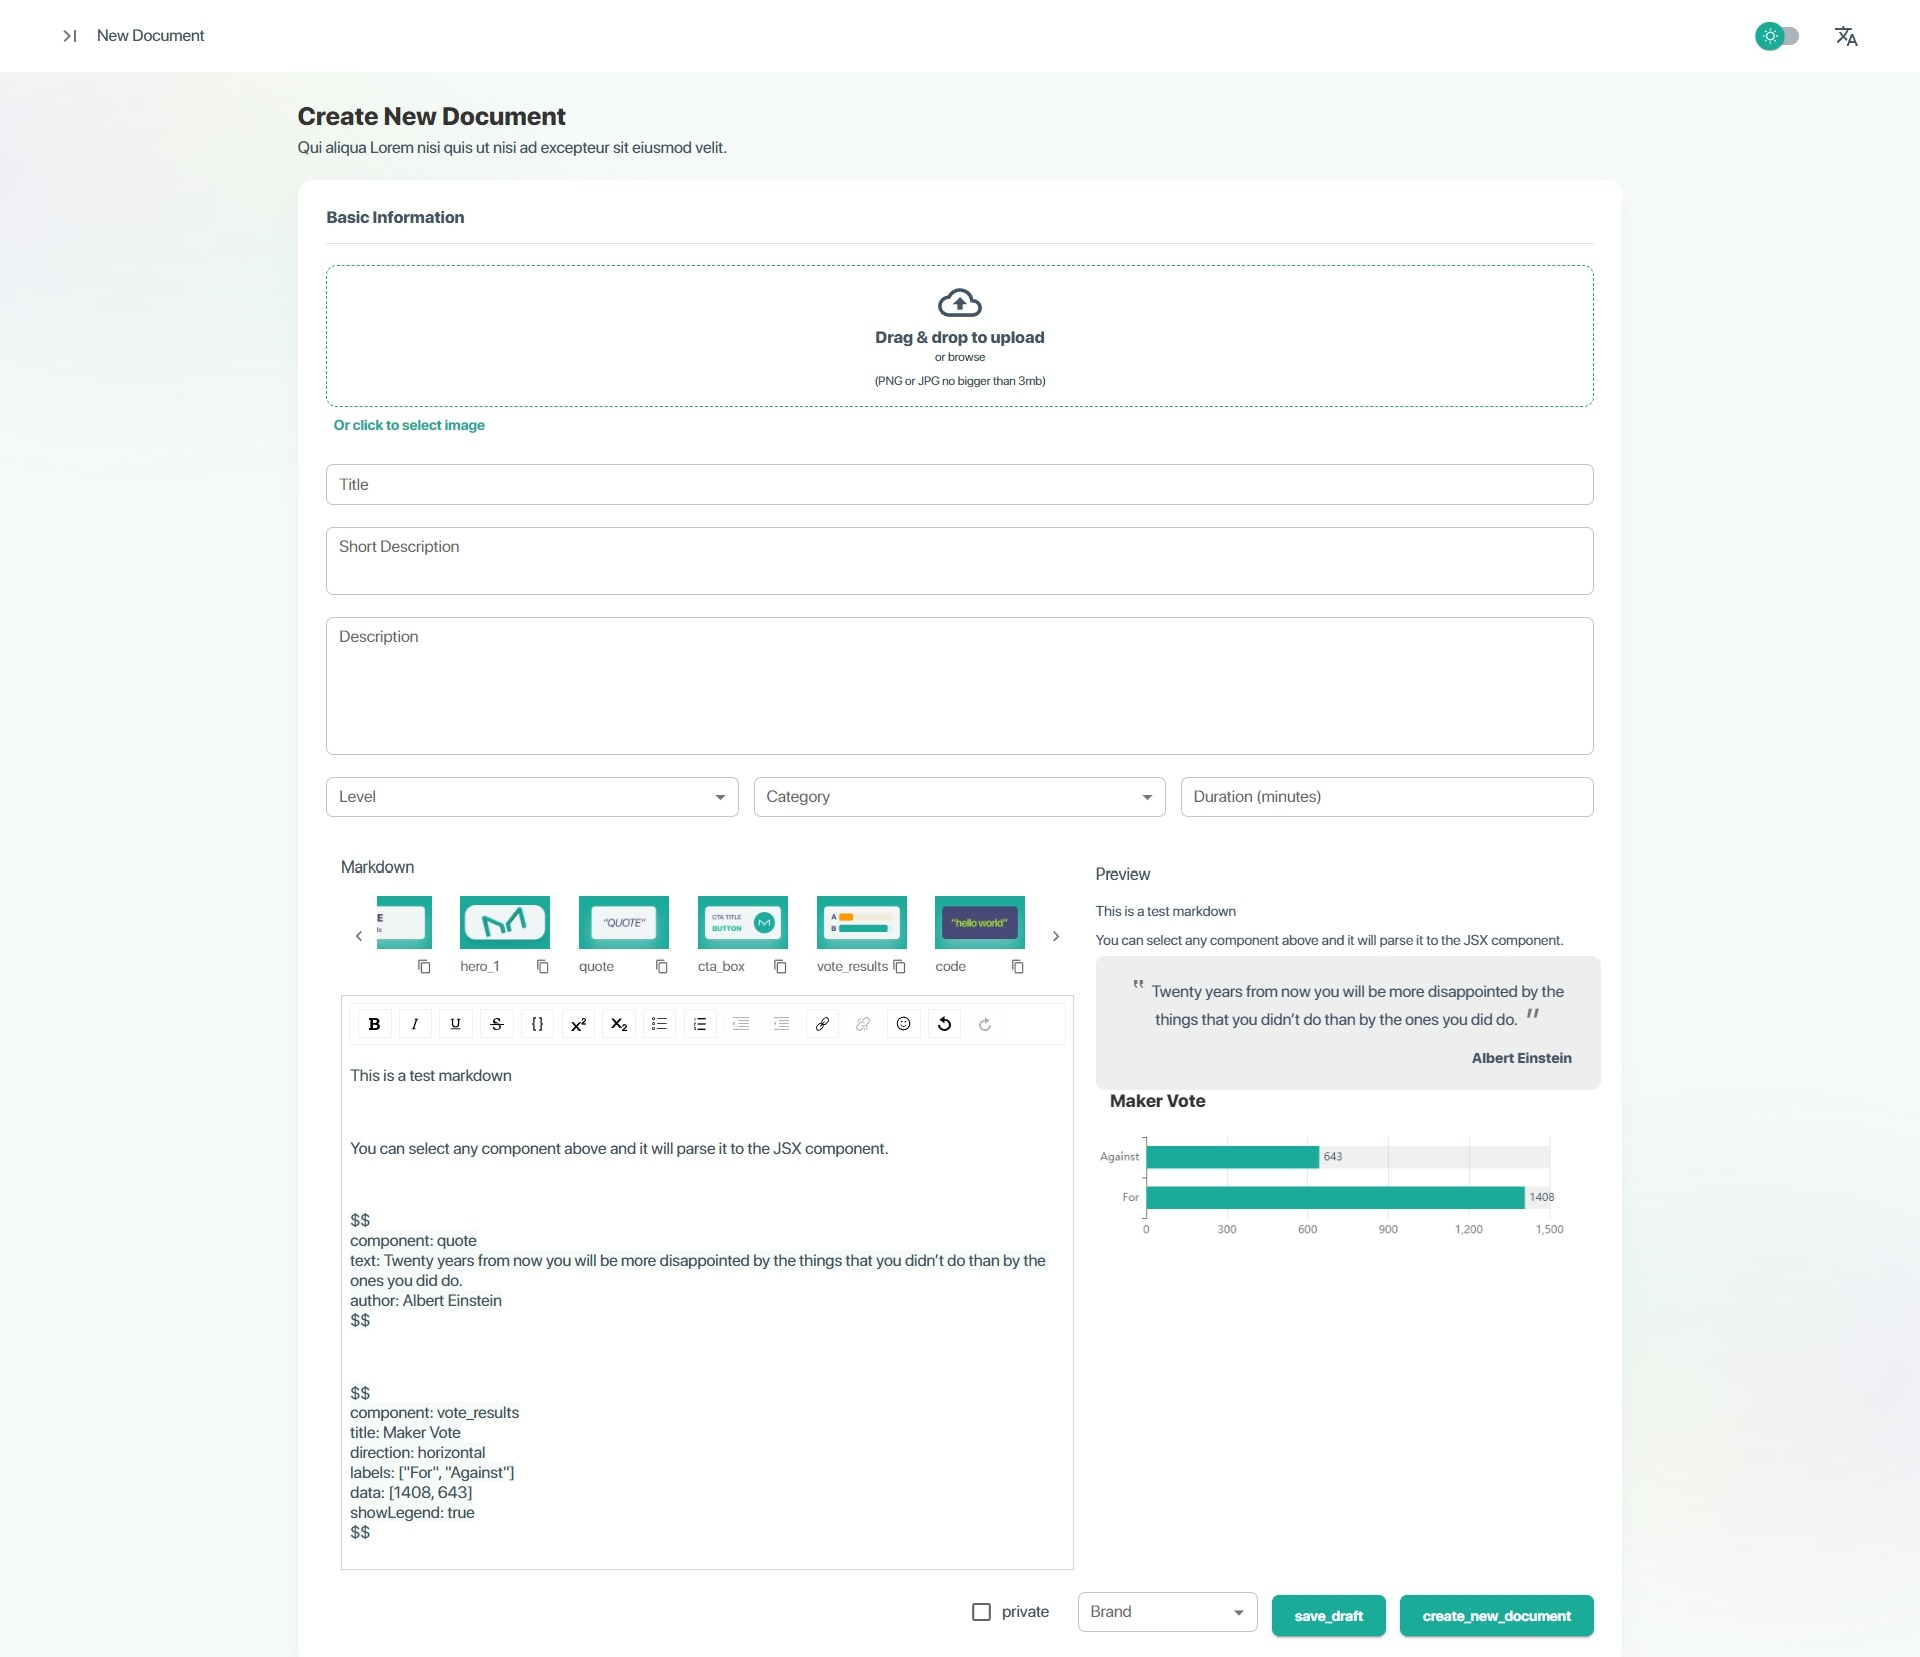 New Document
Create New Document
Qui aliqua Lorem nisi quis ut nisi ad excepteur sit eiusmod velit.
Basic Information
Drag & drop to upload
or browse
(PNG or JPG no bigger than 3mb)
Or click to select image
Title
Short Description
Description
Level
Category
Duration (minutes)
Markdown
E
"QUOTE"
CTA TITLE
BUTTON
A
B
"hello world"
hero_1
quote
cta_box
vote_results
code
B I U S {} x² X₂
This is a test markdown
You can select any component above and it will parse it to the JSX component.
$$
component: quote
text: Twenty years from now you will be more disappointed by the things that you didn’t do than by the
ones you did do.
author: Albert Einstein
$$
$$
component: vote_results
title: Maker Vote
direction: horizontal
labels: ["For", "Against"]
data: [1408, 643]
showLegend: true
$$
Preview
This is a test markdown
You can select any component above and it will parse it to the JSX component.
" Twenty years from now you will be more disappointed by the
things that you didn’t do than by the ones you did do. "
Albert Einstein
Maker Vote
Against 643
For 1408
0 300 600 900 1,200 1,500
private
Brand
save_draft
create_new_document